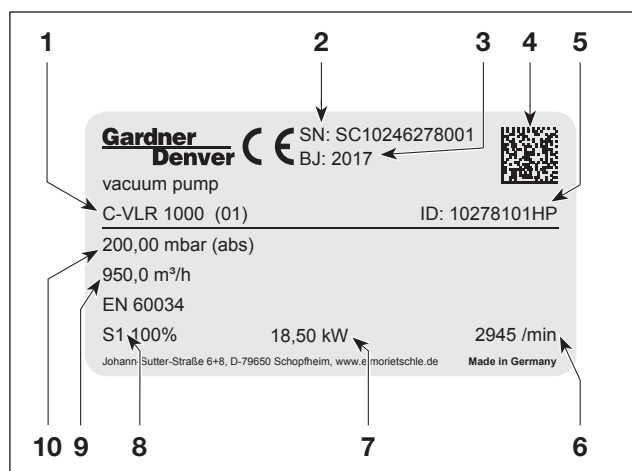 1 2 3 4 5
Gardner
Denver
CE
SN: SC10246278001
BJ: 2017
vacuum pump
C-VLR 1000 (01) ID: 10278101HP
200,00 mbar (abs)
950,0 m³/h
EN 60034
S1 100% 18,50 kW 2945 /min
Johann-Sutter-Straße 6+8, D-79650 Schopfheim, www.elmorietschle.de Made in Germany
10 9 8 7 6